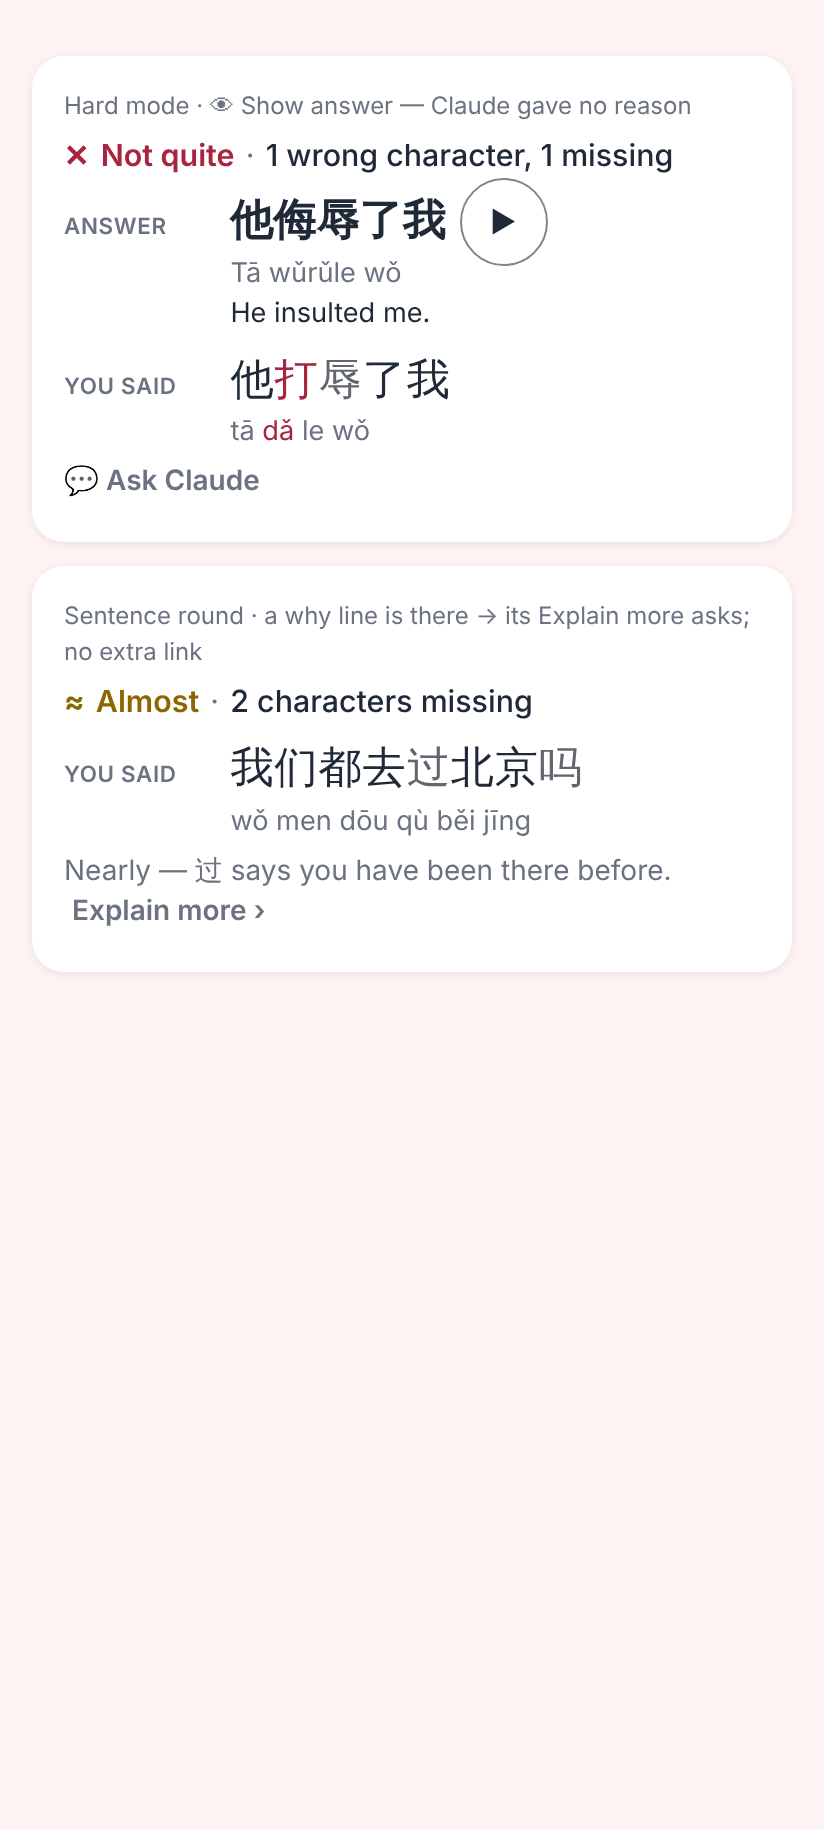 Hard mode · 👁 Show answer — Claude gave no reason
✕ Not quite · 1 wrong character, 1 missing
ANSWER 他侮辱了我 ▶
Tā wǔrǔle wǒ
He insulted me.
YOU SAID 他打辱了我
tā dǎ le wǒ
💬 Ask Claude
Sentence round · a why line is there → its Explain more asks;
no extra link
≈ Almost · 2 characters missing
YOU SAID 我们都去过北京吗
wǒ men dōu qù běi jīng
Nearly — 过 says you have been there before.
Explain more ›